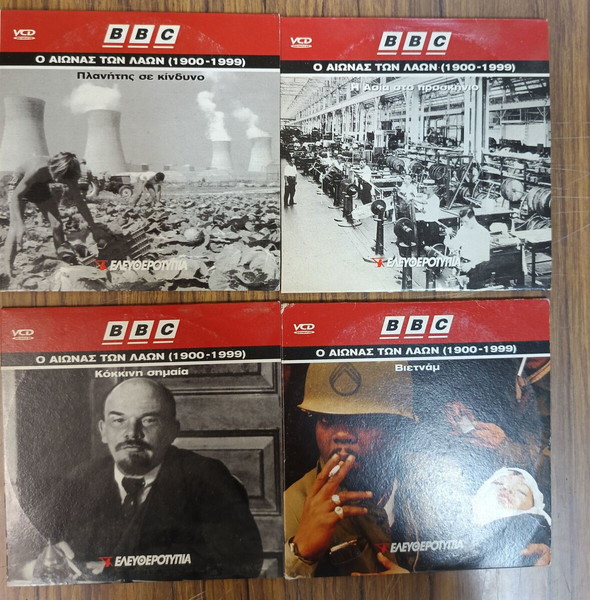 VCD
BBC
Ο ΑΙΩΝΑΣ ΤΩΝ ΛΑΩΝ (1900-1999)
Πλανήτης σε κίνδυνο
ΕΛΕΥΘΕΡΟΤΥΠΙΑ
VCD
BBC
Ο ΑΙΩΝΑΣ ΤΩΝ ΛΑΩΝ (1900-1999)
Η Ασία στο προσκήνιο
ΕΛΕΥΘΕΡΟΤΥΠΙΑ
VCD
BBC
Ο ΑΙΩΝΑΣ ΤΩΝ ΛΑΩΝ (1900-1999)
Κόκκινη σημαία
ΕΛΕΥΘΕΡΟΤΥΠΙΑ
VCD
BBC
Ο ΑΙΩΝΑΣ ΤΩΝ ΛΑΩΝ (1900-1999)
Βιετνάμ
ΕΛΕΥΘΕΡΟΤΥΠΙΑ